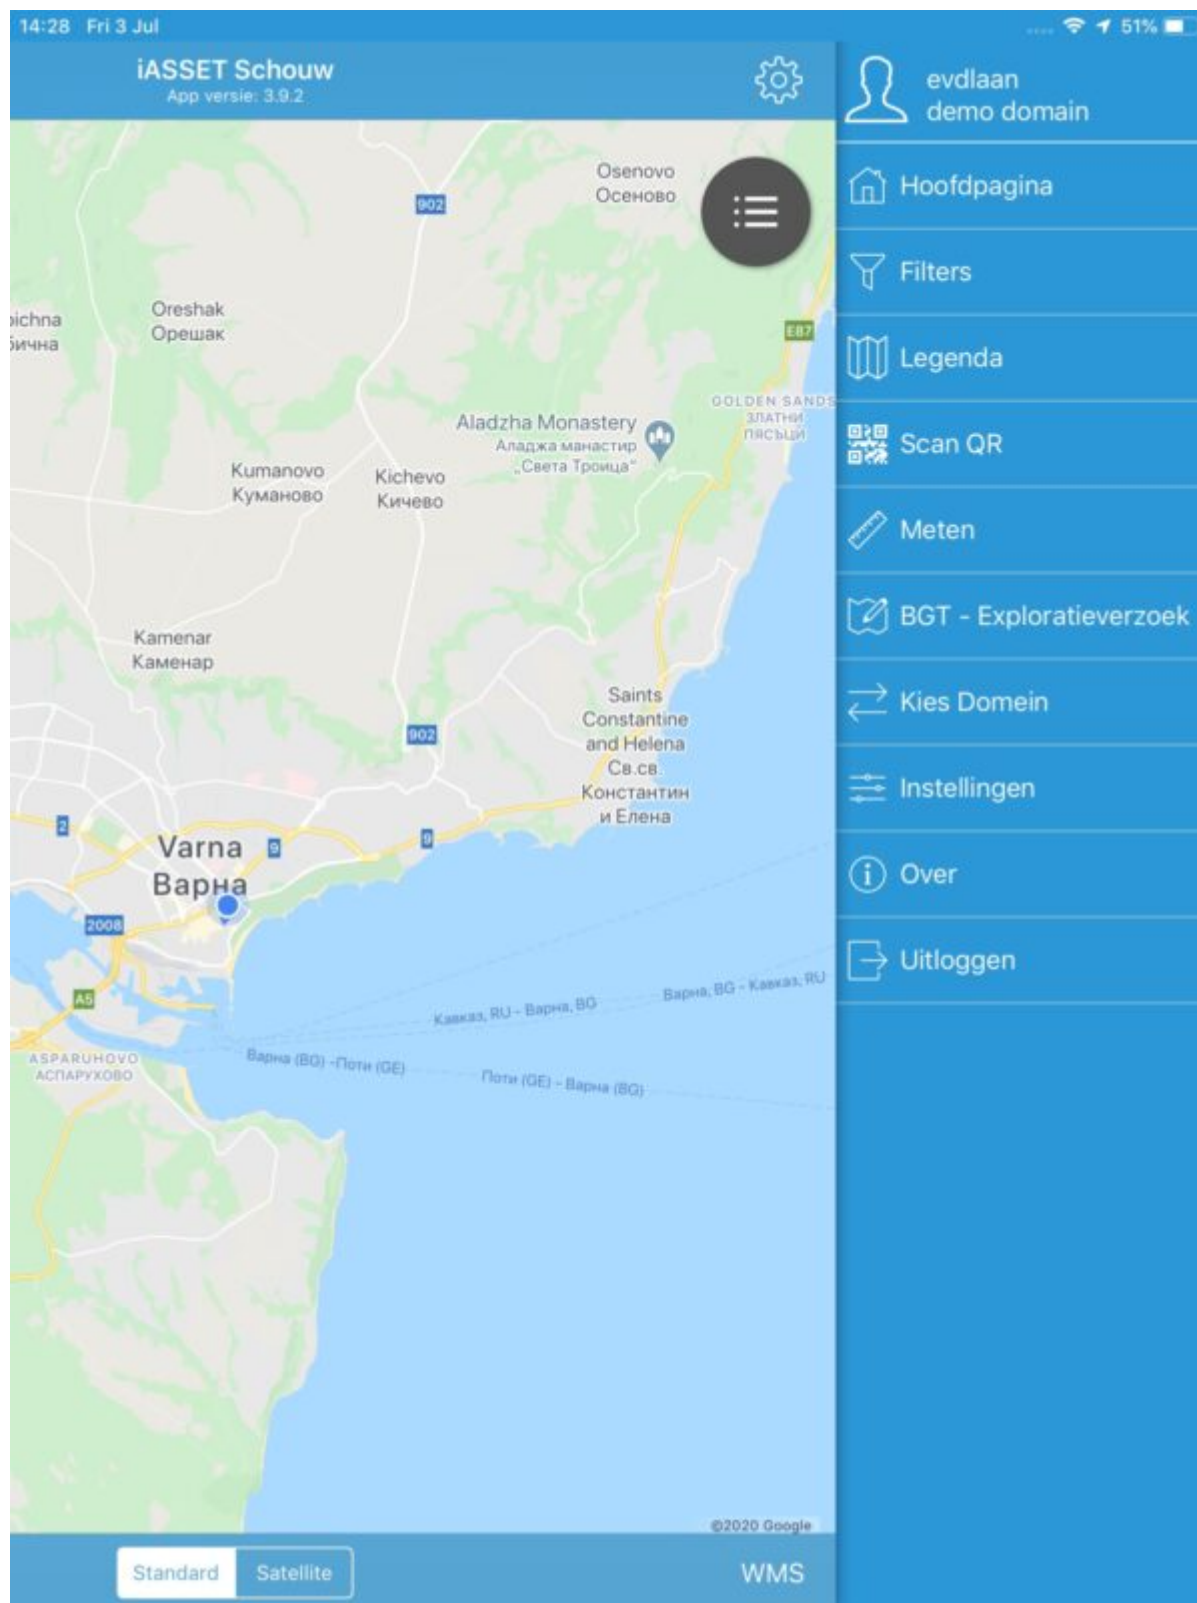 14:28 Fri 3 Jul
51%
iASSET Schouw
App versie: 3.9.2
evdlaan
demo domain
Hoofdpagina
Filters
Legenda
Scan QR
Meten
BGT - Exploratieverzoek
Kies Domein
Instellingen
Over
Uitloggen
Osenovo
Осеново
902
Oreshak
Орешак
ichna
ична
E87
GOLDEN SANDS
ЗЛАТНИ
ПЯСЪЦИ
Aladzha Monastery
Аладжа манастир
„Света Троица“
Kumanovo
Куманово
Kichevo
Кичево
Kamenar
Каменар
Saints
Constantine
and Helena
Св.св.
Константин
и Елена
902
2
9
9
Varna
Варна
2008
A5
Кавказ, RU - Варна, BG
Варна, BG - Кавказ, RU
ASPARUHOVO
АСПАРУХОВО
Варна (BG) -Поти (GE)
Поти (GE) - Варна (BG)
©2020 Google
Standard
Satellite
WMS